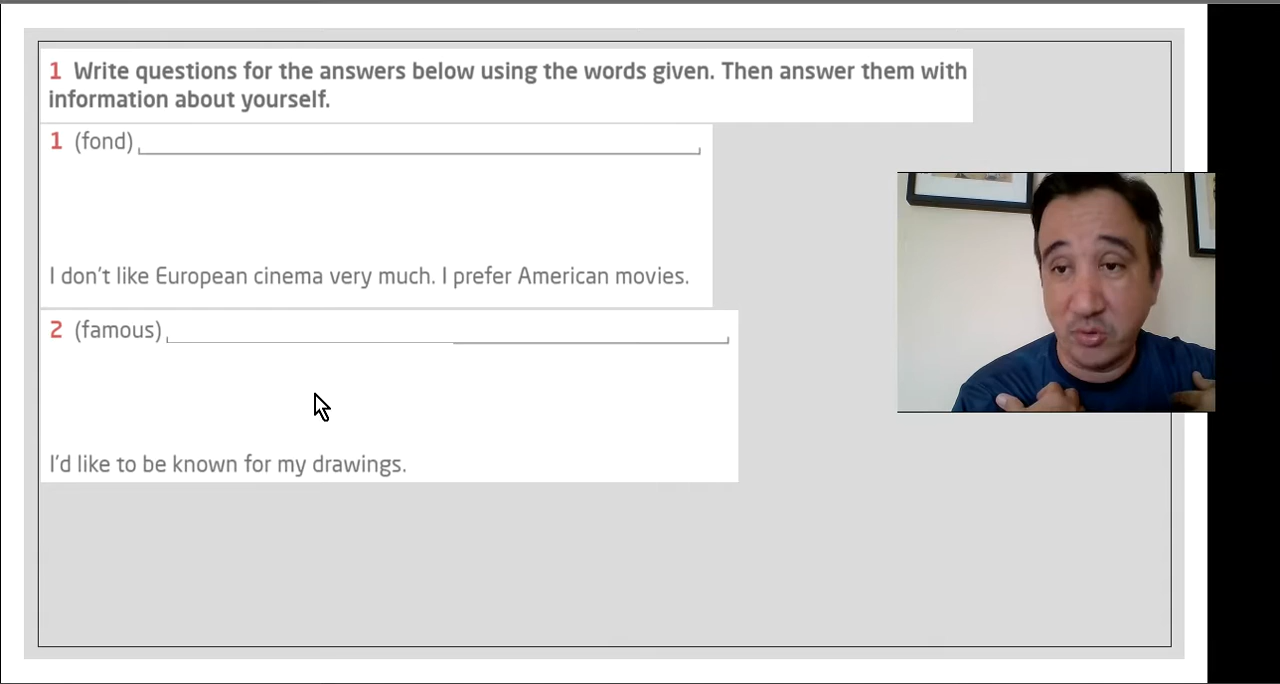 1 Write questions for the answers below using the words given. Then answer them with
information about yourself.
1 (fond)
I don't like European cinema very much. I prefer American movies.
2 (famous)
I'd like to be known for my drawings.